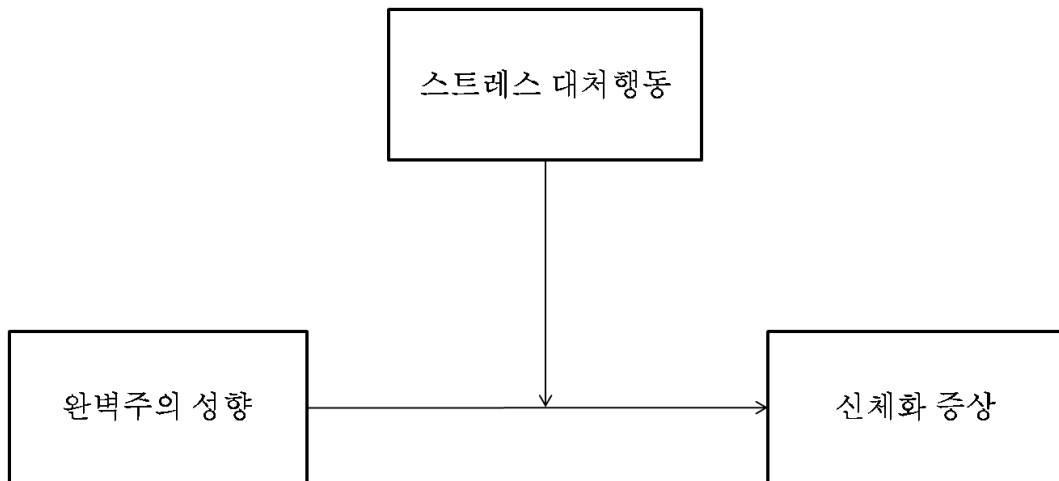 스트레스 대처행동
완벽주의 성향
신체화 증상